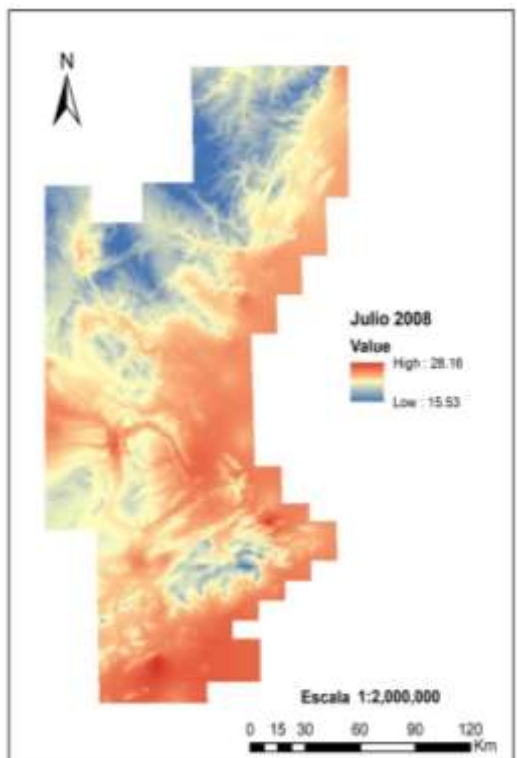 N
Julio 2008
Value
High : 28.16
Low : 15.53
Escala 1:2,000,000
0 15 30 60 90 120
Km